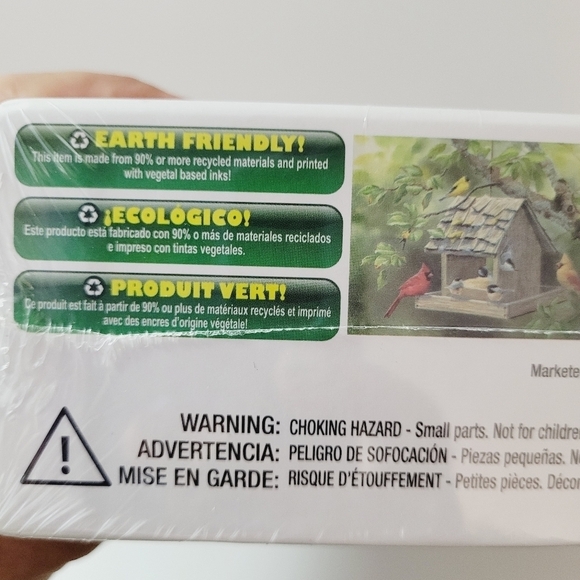 EARTH FRIENDLY!
This item is made from 90% or more recycled materials and printed
with vegetal based inks!
¡ECOLÓGICO!
Este producto está fabricado con 90% o más de materiales reciclados
e impreso con tintas vegetales.
PRODUIT VERT!
Ce produit est fait à partir de 90% ou plus de matériaux recyclés et imprimé
avec des encres d'origine végétale!
Markete
WARNING: CHOKING HAZARD - Small parts. Not for childre
ADVERTENCIA: PELIGRO DE SOFOCACIÓN - Piezas pequeñas. N
MISE EN GARDE: RISQUE D'ÉTOUFFEMENT - Petites pièces. Décon